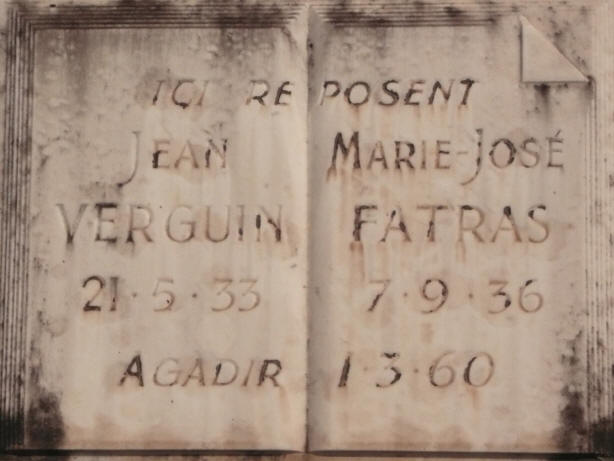 ICI REPOSENT
JEAN MARIE-JOSÉ
VERGUIN FATRAS
21·5·33 7·9·36
AGADIR 1·3·60